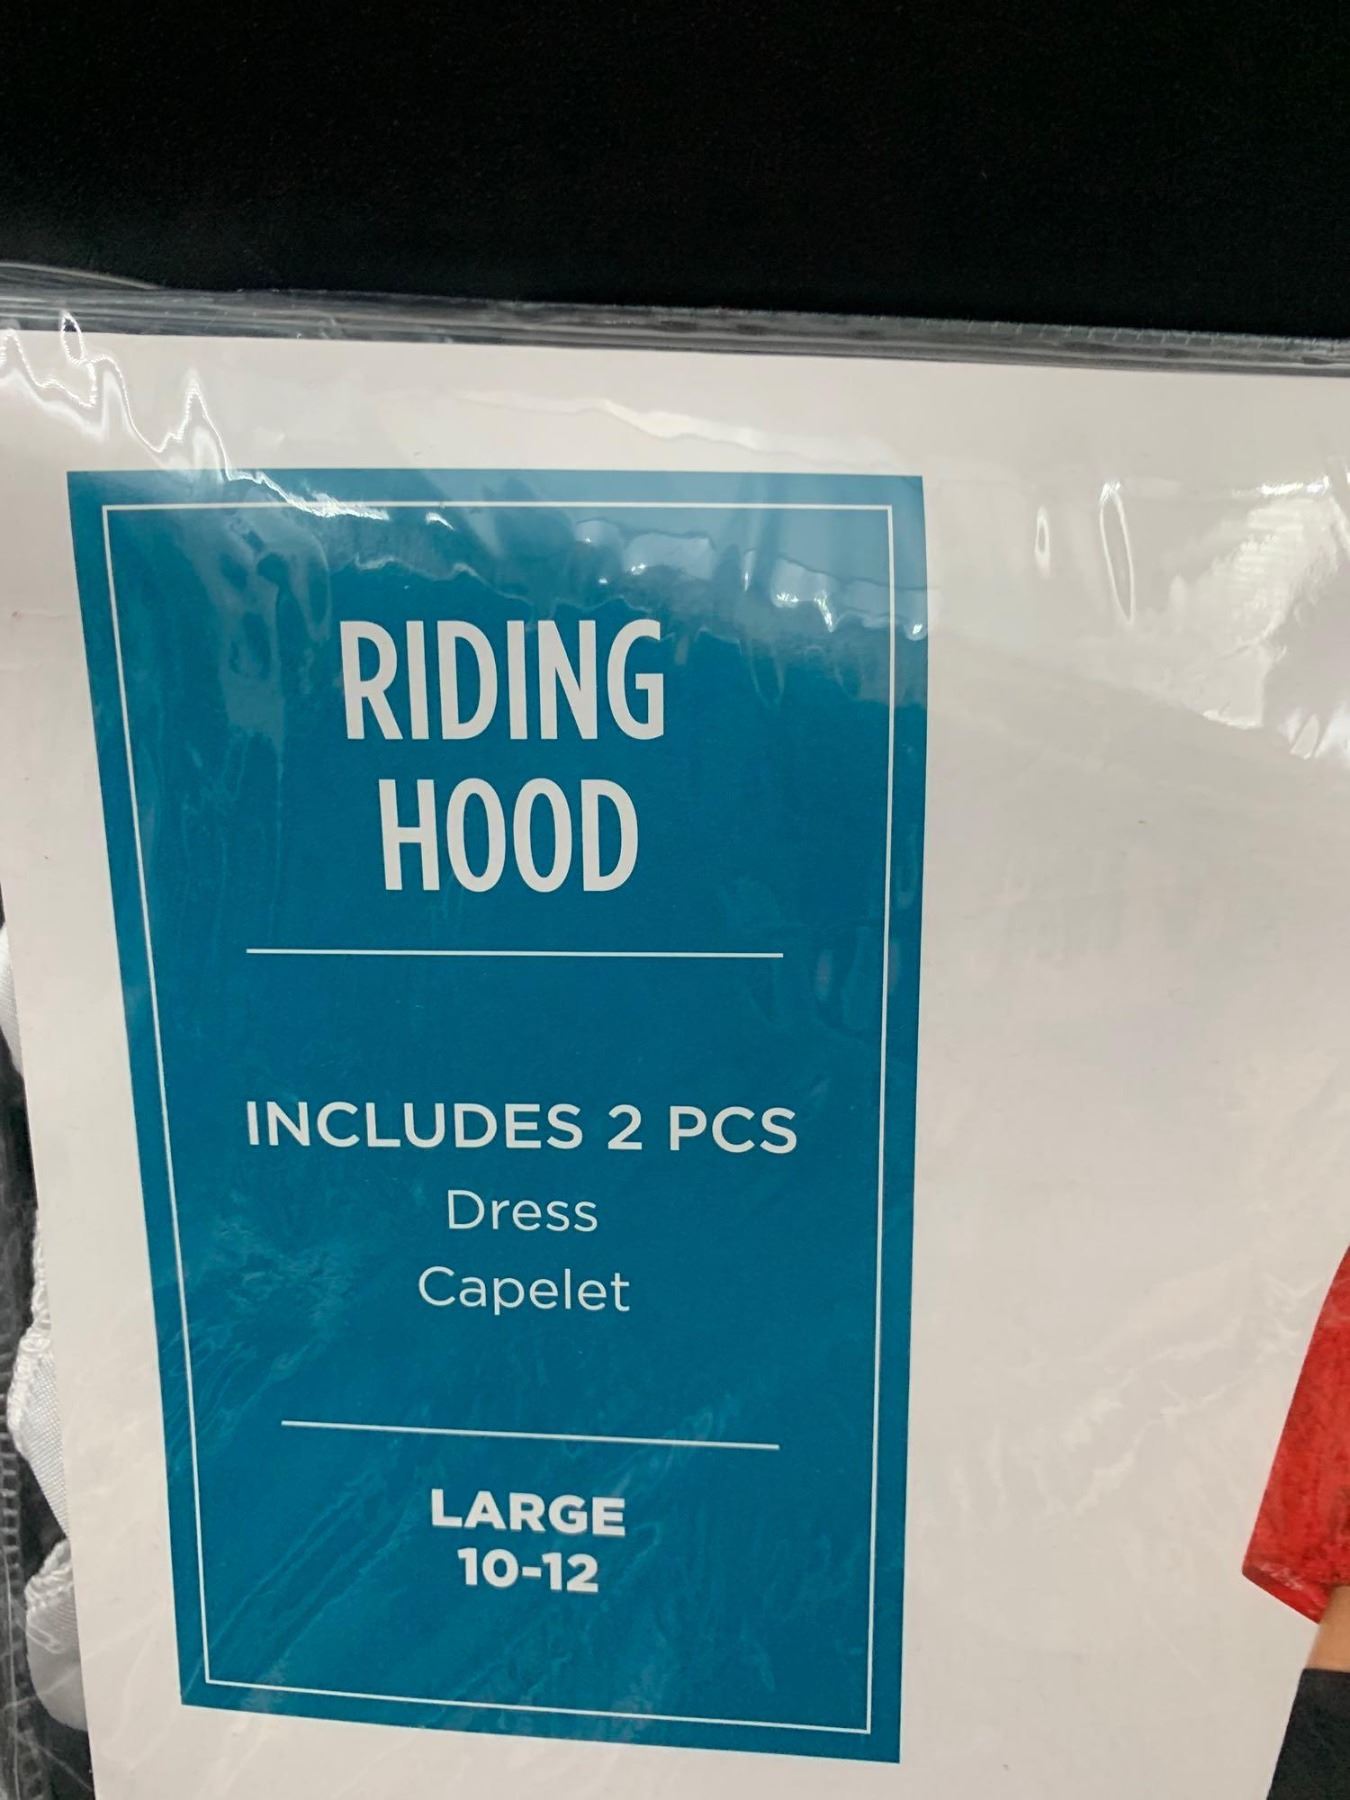 RIDING
HOOD
INCLUDES 2 PCS
Dress
Capelet
LARGE
10-12